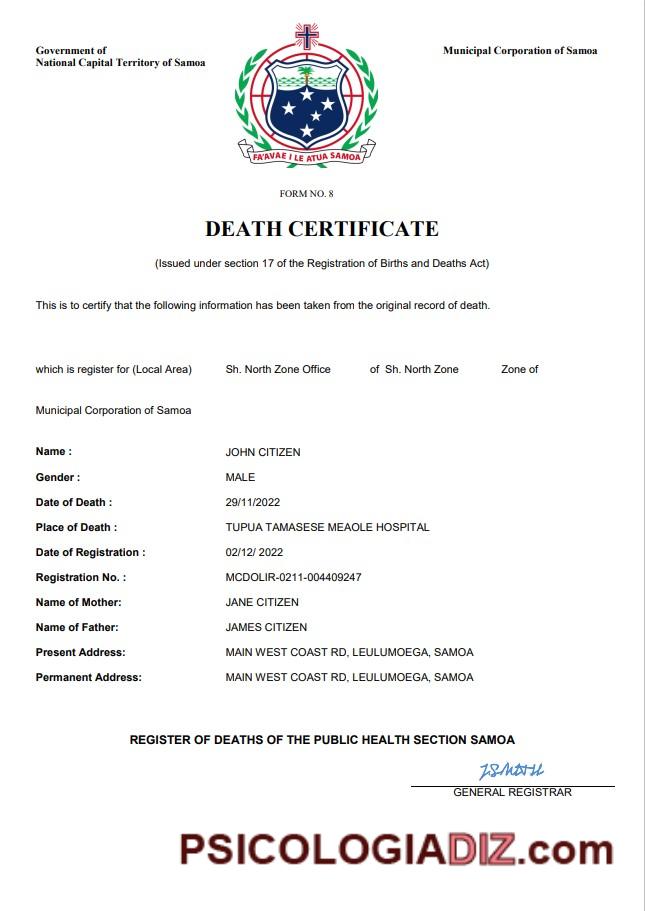 Government of
National Capital Territory of Samoa
Municipal Corporation of Samoa
FA'AVAE I LE ATUA SAMOA
FORM NO. 8
DEATH CERTIFICATE
(Issued under section 17 of the Registration of Births and Deaths Act)
This is to certify that the following information has been taken from the original record of death.
which is register for (Local Area) Sh. North Zone Office of Sh. North Zone Zone of
Municipal Corporation of Samoa
Name : JOHN CITIZEN
Gender : MALE
Date of Death : 29/11/2022
Place of Death : TUPUA TAMASESE MEAOLE HOSPITAL
Date of Registration : 02/12/ 2022
Registration No. : MCDOLIR-0211-004409247
Name of Mother: JANE CITIZEN
Name of Father: JAMES CITIZEN
Present Address: MAIN WEST COAST RD, LEULUMOEGA, SAMOA
Permanent Address: MAIN WEST COAST RD, LEULUMOEGA, SAMOA
REGISTER OF DEATHS OF THE PUBLIC HEALTH SECTION SAMOA
GENERAL REGISTRAR
PSICOLOGIADIZ.com